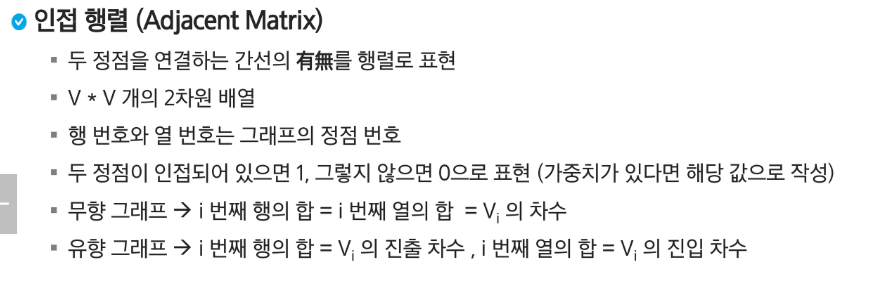 인접 행렬 (Adjacent Matrix)
두 정점을 연결하는 간선의 有無를 행렬로 표현
V * V 개의 2차원 배열
행 번호와 열 번호는 그래프의 정점 번호
두 정점이 인접되어 있으면 1, 그렇지 않으면 0으로 표현 (가중치가 있다면 해당 값으로 작성)
무향 그래프 → i 번째 행의 합 = i 번째 열의 합 = Vi 의 차수
유향 그래프 → i 번째 행의 합 = Vi 의 진출 차수 , i 번째 열의 합 = Vi 의 진입 차수